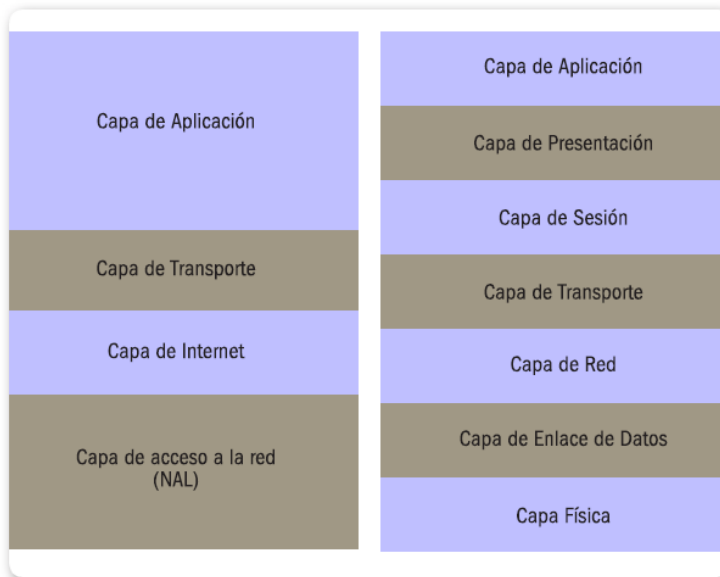 Capa de Aplicación
Capa de Transporte
Capa de Internet
Capa de acceso a la red
(NAL)
Capa de Aplicación
Capa de Presentación
Capa de Sesión
Capa de Transporte
Capa de Red
Capa de Enlace de Datos
Capa Física